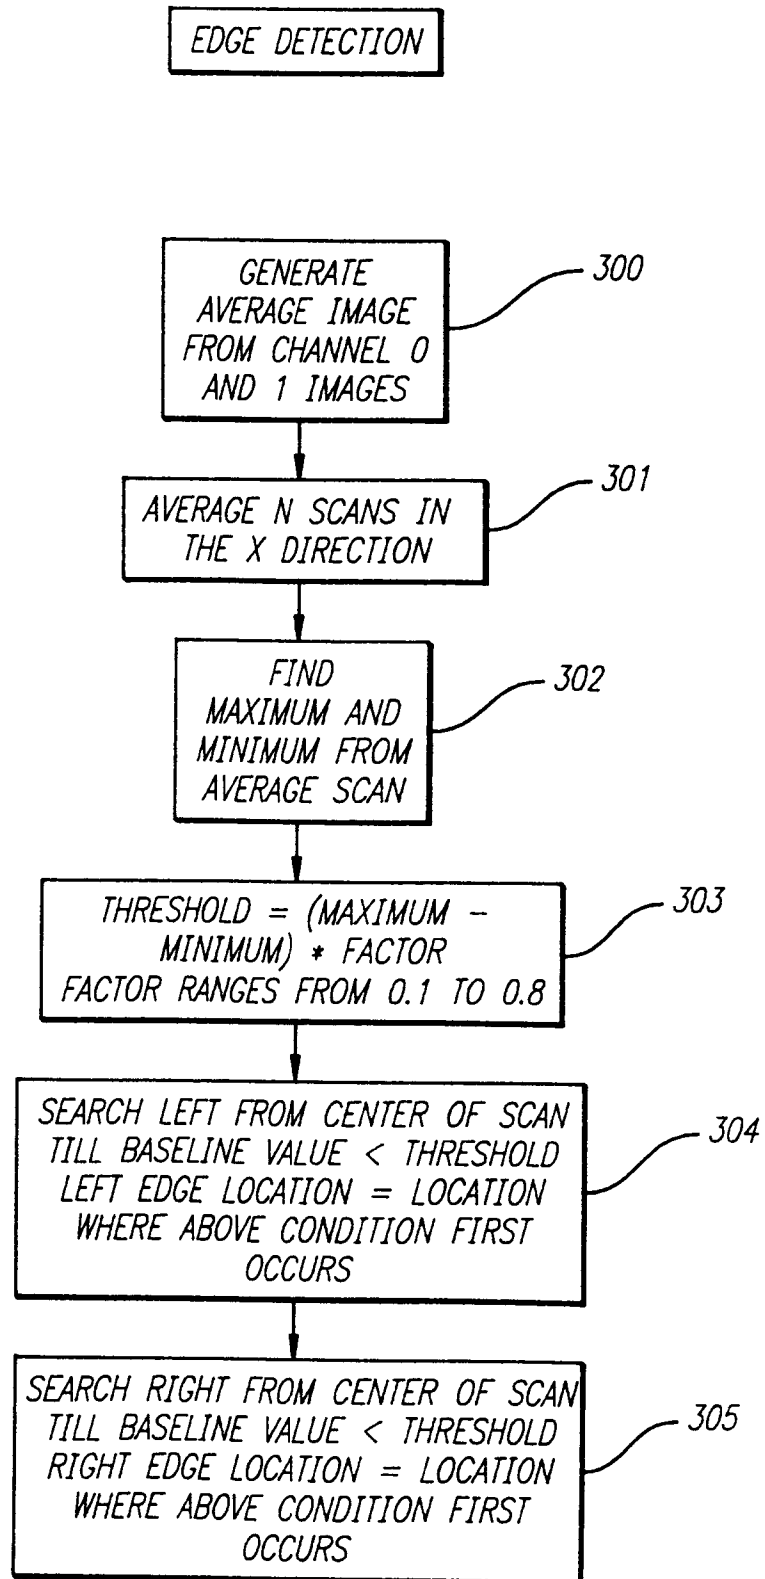 EDGE DETECTION
GENERATE
AVERAGE IMAGE
FROM CHANNEL 0
AND 1 IMAGES
300
AVERAGE N SCANS IN
THE X DIRECTION
301
FIND
MAXIMUM AND
MINIMUM FROM
AVERAGE SCAN
302
THRESHOLD = (MAXIMUM -
MINIMUM) * FACTOR
FACTOR RANGES FROM 0.1 TO 0.8
303
SEARCH LEFT FROM CENTER OF SCAN
TILL BASELINE VALUE < THRESHOLD
LEFT EDGE LOCATION = LOCATION
WHERE ABOVE CONDITION FIRST
OCCURS
304
SEARCH RIGHT FROM CENTER OF SCAN
TILL BASELINE VALUE < THRESHOLD
RIGHT EDGE LOCATION = LOCATION
WHERE ABOVE CONDITION FIRST
OCCURS
305